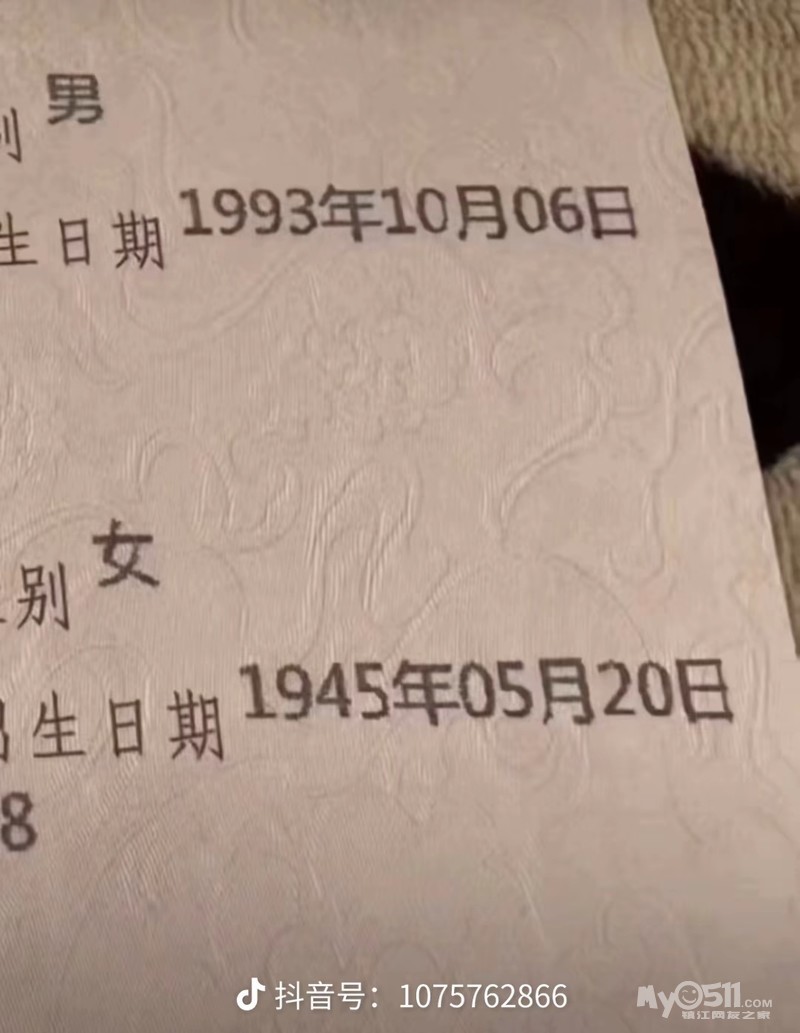 别 男
生日期 1993年10月06日
别 女
出生日期 1945年05月20日
8
抖音号：1075762866
My0511.COM
镇江网友之家